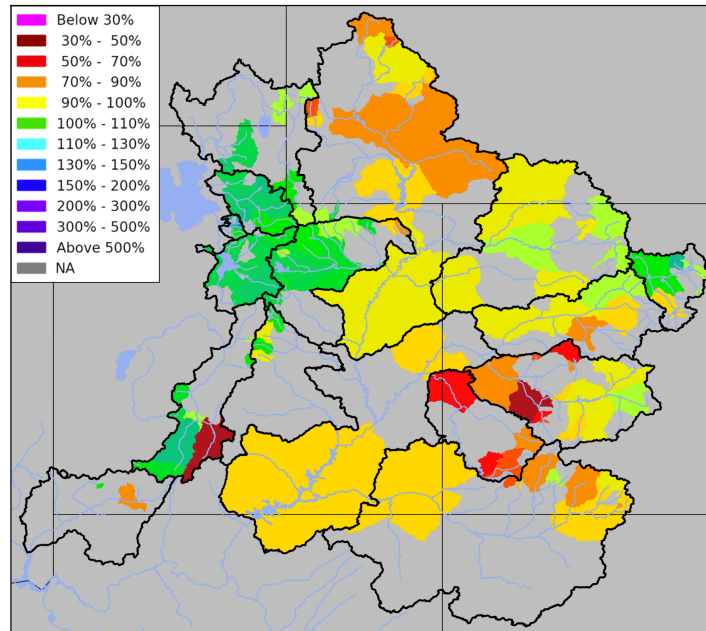 Below 30%
30% - 50%
50% - 70%
70% - 90%
90% - 100%
100% - 110%
110% - 130%
130% - 150%
150% - 200%
200% - 300%
300% - 500%
Above 500%
NA